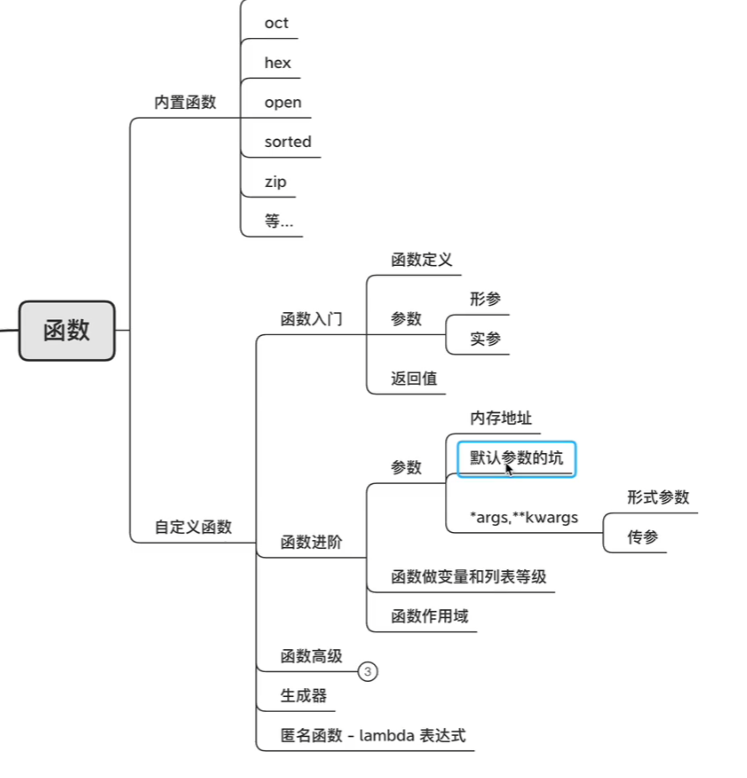 oct
hex
内置函数
open
sorted
zip
等...
函数
函数定义
函数入门
参数
形参
实参
返回值
内存地址
参数
默认参数的坑
自定义函数
*args,**kwargs
形式参数
传参
函数进阶
函数做变量和列表等级
函数作用域
函数高级
3
生成器
匿名函数 - lambda 表达式